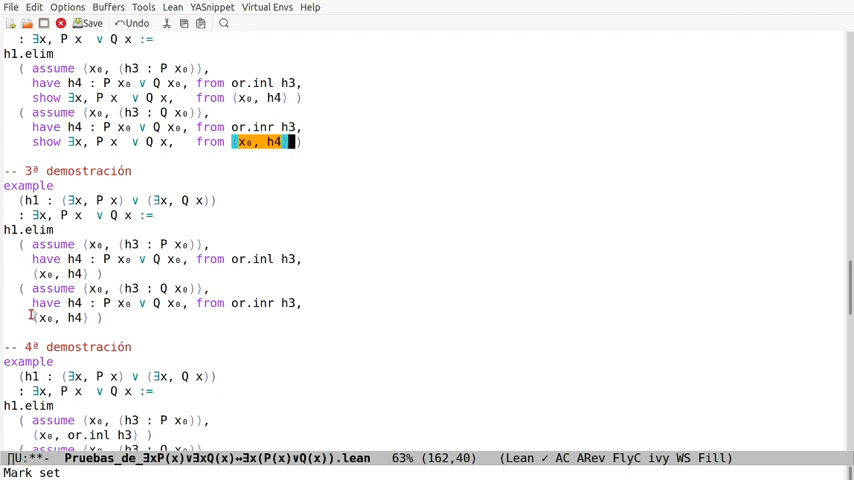 File Edit Options Buffers Tools Lean YASnippet Virtual Envs Help
Save Undo
: ∃x, P x ∨ Q x :=
h1.elim
( assume ⟨x₀, (h3 : P x₀)⟩,
have h4 : P x₀ ∨ Q x₀, from or.inl h3,
show ∃x, P x ∨ Q x, from ⟨x₀, h4⟩ )
( assume ⟨x₀, (h3 : Q x₀)⟩,
have h4 : P x₀ ∨ Q x₀, from or.inr h3,
show ∃x, P x ∨ Q x, from ⟨x₀, h4⟩ )
-- 3ª demostración
example
(h1 : (∃x, P x) ∨ (∃x, Q x))
: ∃x, P x ∨ Q x :=
h1.elim
( assume ⟨x₀, (h3 : P x₀)⟩,
have h4 : P x₀ ∨ Q x₀, from or.inl h3,
⟨x₀, h4⟩ )
( assume ⟨x₀, (h3 : Q x₀)⟩,
have h4 : P x₀ ∨ Q x₀, from or.inr h3,
⟨x₀, h4⟩ )
-- 4ª demostración
example
(h1 : (∃x, P x) ∨ (∃x, Q x))
: ∃x, P x ∨ Q x :=
h1.elim
( assume ⟨x₀, (h3 : P x₀)⟩,
⟨x₀, or.inl h3⟩ )
( assume ⟨x₀, (h3 : Q x₀)⟩,
U:**- Pruebas_de_∃xP(x)∨∃xQ(x)↔∃x(P(x)∨Q(x)).lean 63% (162,40) (Lean ✓ AC ARev FlyC ivy WS Fill)
Mark set